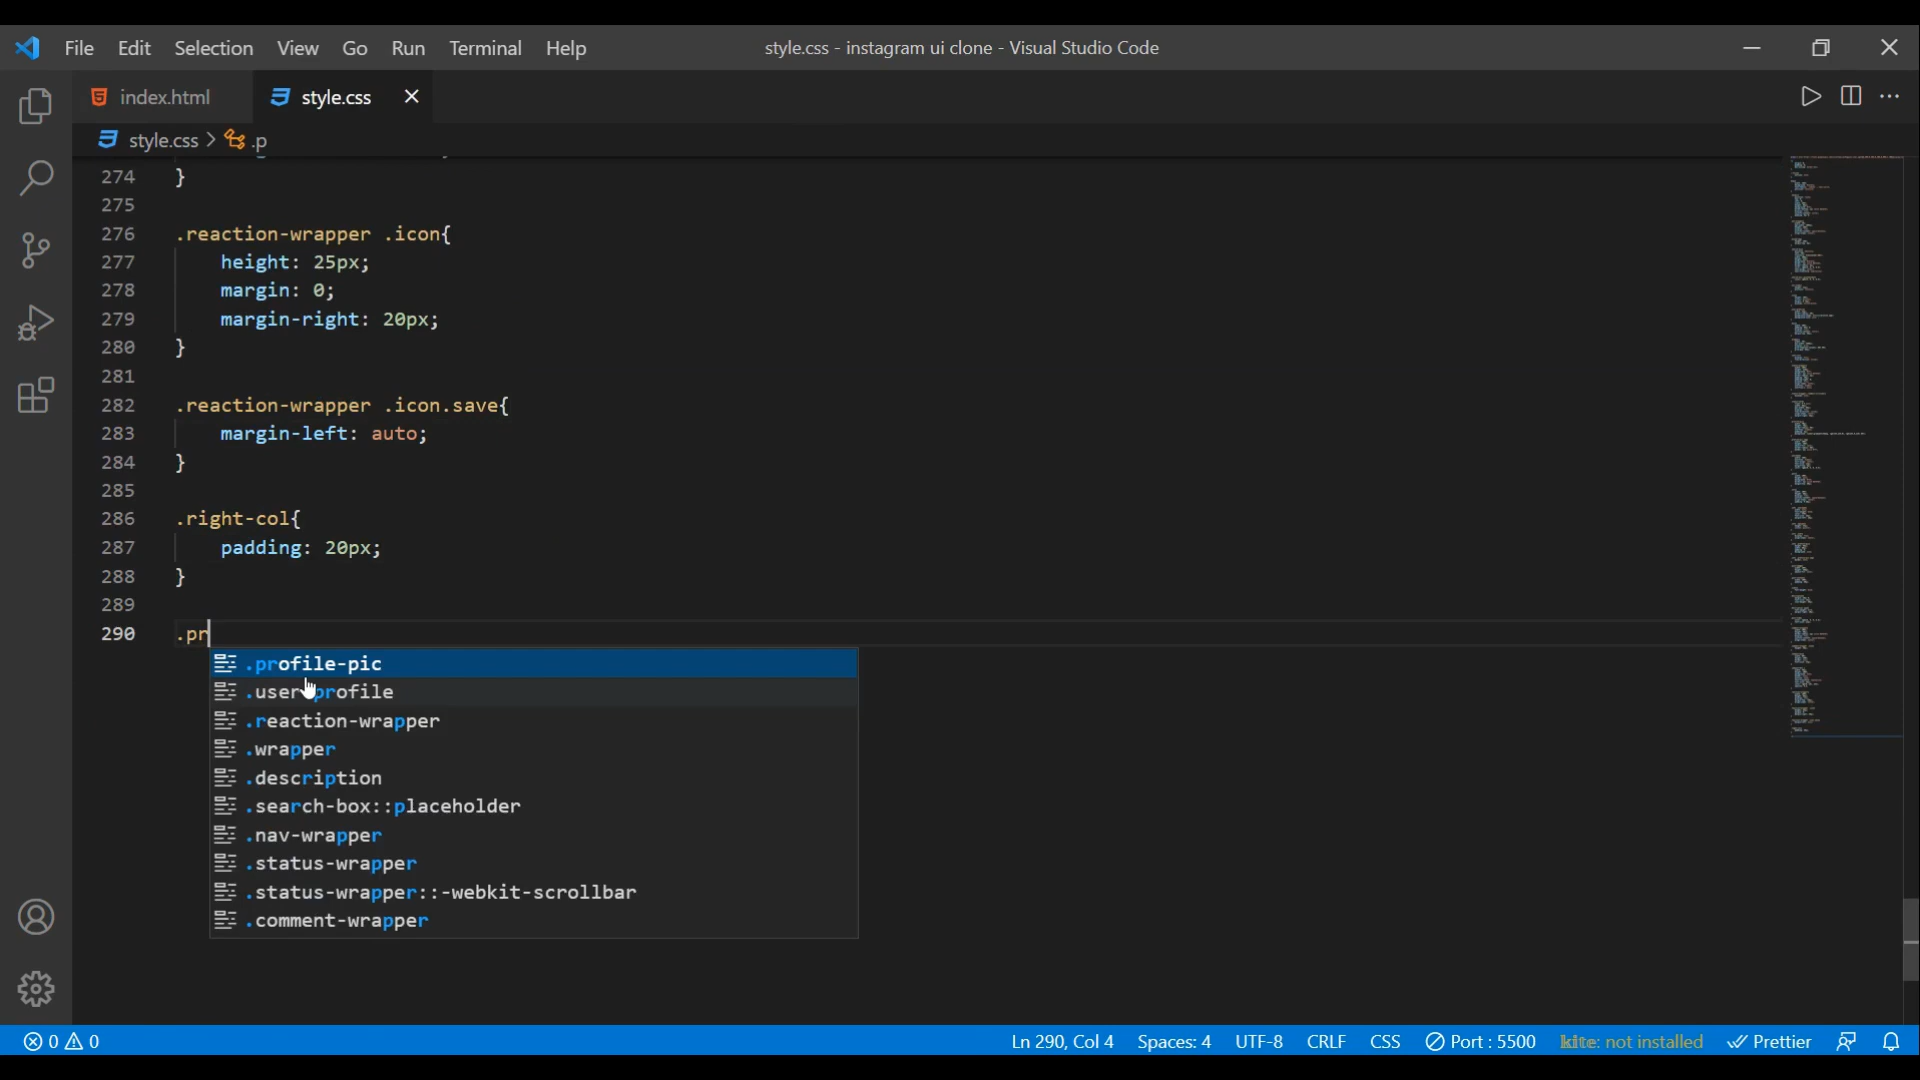 File Edit Selection View Go Run Terminal Help style.css - instagram ui clone - Visual Studio Code
index.html style.css
style.css > .p
274 }
275
276 .reaction-wrapper .icon{
277 height: 25px;
278 margin: 0;
279 margin-right: 20px;
280 }
281
282 .reaction-wrapper .icon.save{
283 margin-left: auto;
284 }
285
286 .right-col{
287 padding: 20px;
288 }
289
290 .pr
.profile-pic
.user-profile
.reaction-wrapper
.wrapper
.description
.search-box::placeholder
.nav-wrapper
.status-wrapper
.status-wrapper::-webkit-scrollbar
.comment-wrapper
0 0 Ln 290, Col 4 Spaces: 4 UTF-8 CRLF CSS Port : 5500 kite: not installed Prettier